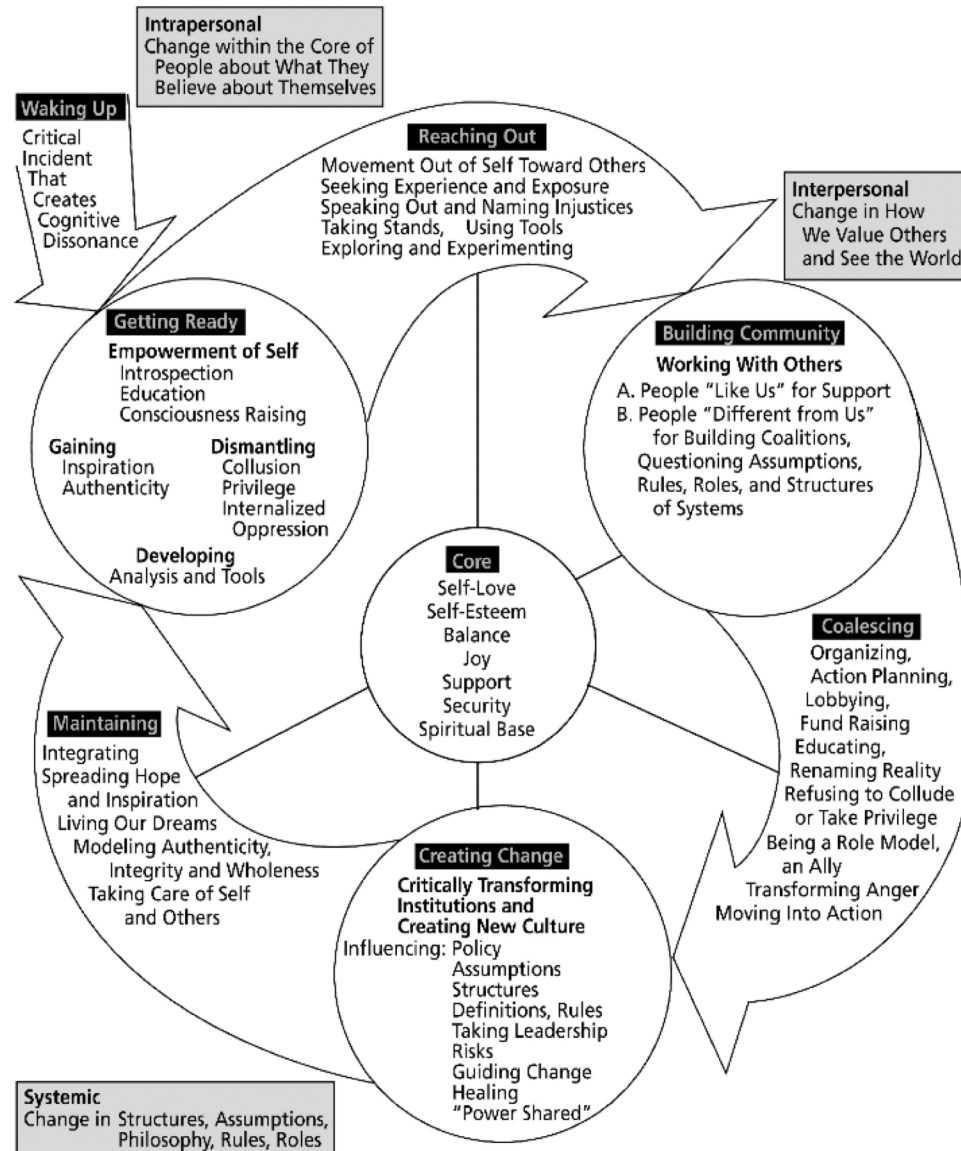 Intrapersonal
Change within the Core of
People about What They
Believe about Themselves
Waking Up
Critical
Incident
That
Creates
Cognitive
Dissonance
Reaching Out
Movement Out of Self Toward Others
Seeking Experience and Exposure
Speaking Out and Naming Injustices
Taking Stands, Using Tools
Exploring and Experimenting
Interpersonal
Change in How
We Value Others
and See the World
Getting Ready
Empowerment of Self
Introspection
Education
Consciousness Raising
Gaining
Inspiration
Authenticity
Dismantling
Collusion
Privilege
Internalized
Oppression
Developing
Analysis and Tools
Building Community
Working With Others
A. People “Like Us” for Support
B. People “Different from Us”
for Building Coalitions,
Questioning Assumptions,
Rules, Roles, and Structures
of Systems
Core
Self-Love
Self-Esteem
Balance
Joy
Support
Security
Spiritual Base
Coalescing
Organizing,
Action Planning,
Lobbying,
Fund Raising
Educating,
Renaming Reality
Refusing to Collude
or Take Privilege
Being a Role Model,
an Ally
Transforming Anger
Moving Into Action
Maintaining
Integrating
Spreading Hope
and Inspiration
Living Our Dreams
Modeling Authenticity,
Integrity and Wholeness
Taking Care of Self
and Others
Creating Change
Critically Transforming
Institutions and
Creating New Culture
Influencing: Policy
Assumptions
Structures
Definitions, Rules
Taking Leadership
Risks
Guiding Change
Healing
“Power Shared”
Systemic
Change in Structures, Assumptions,
Philosophy, Rules, Roles